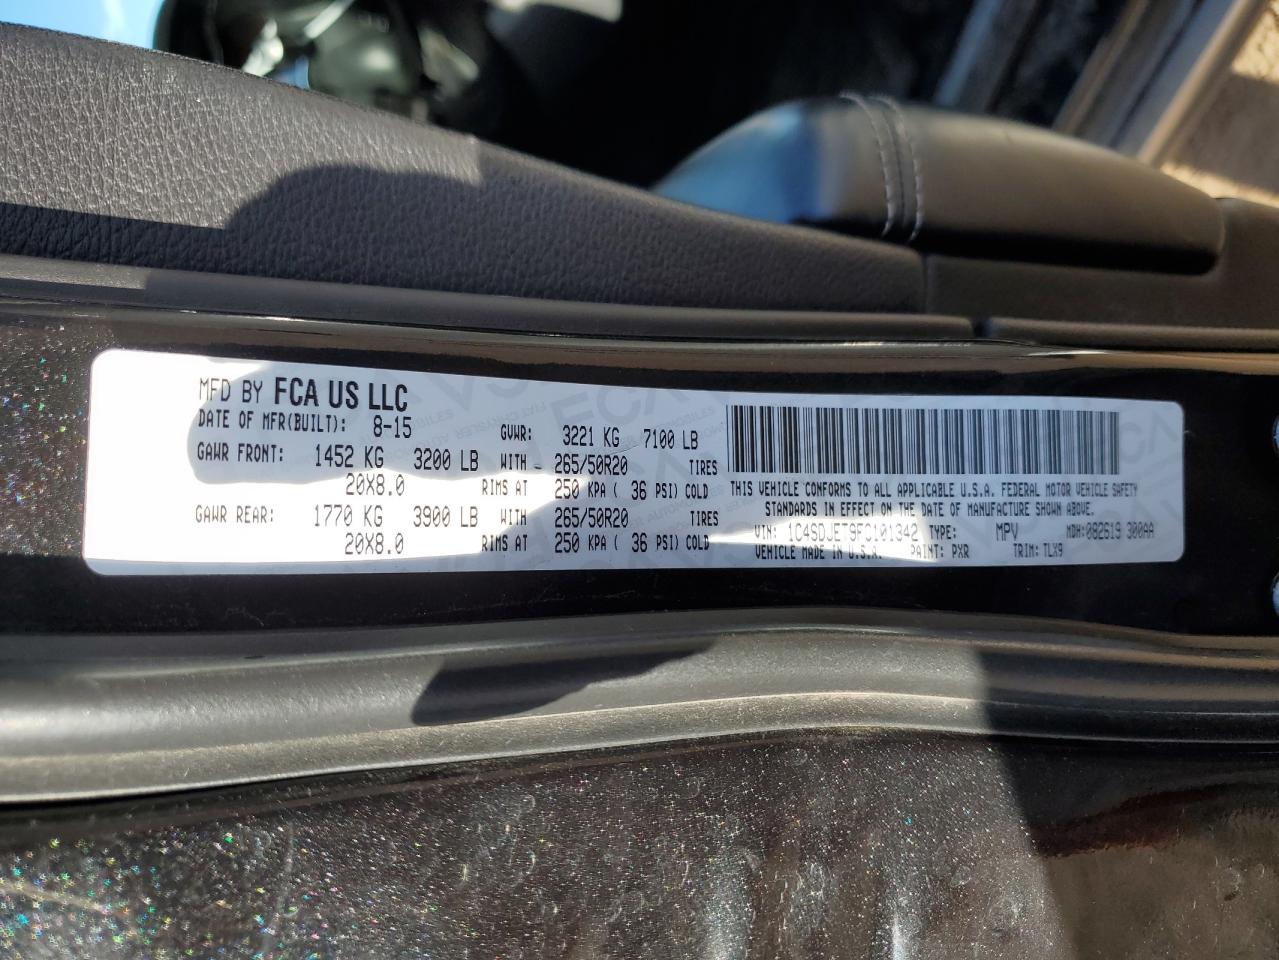 MFD BY FCA US LLC
DATE OF MFR(BUILT): 8-15 GVWR: 3221 KG 7100 LB
GAWR FRONT: 1452 KG 3200 LB WITH 265/50R20 TIRES
20X8.0 RIMS AT 250 KPA ( 36 PSI) COLD
GAWR REAR: 1770 KG 3900 LB WITH 265/50R20 TIRES
20X8.0 RIMS AT 250 KPA ( 36 PSI) COLD
THIS VEHICLE CONFORMS TO ALL APPLICABLE U.S.A. FEDERAL MOTOR VEHICLE SAFETY
STANDARDS IN EFFECT ON THE DATE OF MANUFACTURE SHOWN ABOVE.
VIN: 1C4SDJET9FC101342 TYPE: MPV MDH: 082619 300AA
VEHICLE MADE IN U.S.A. PAINT: PXR TRIM: TLX9